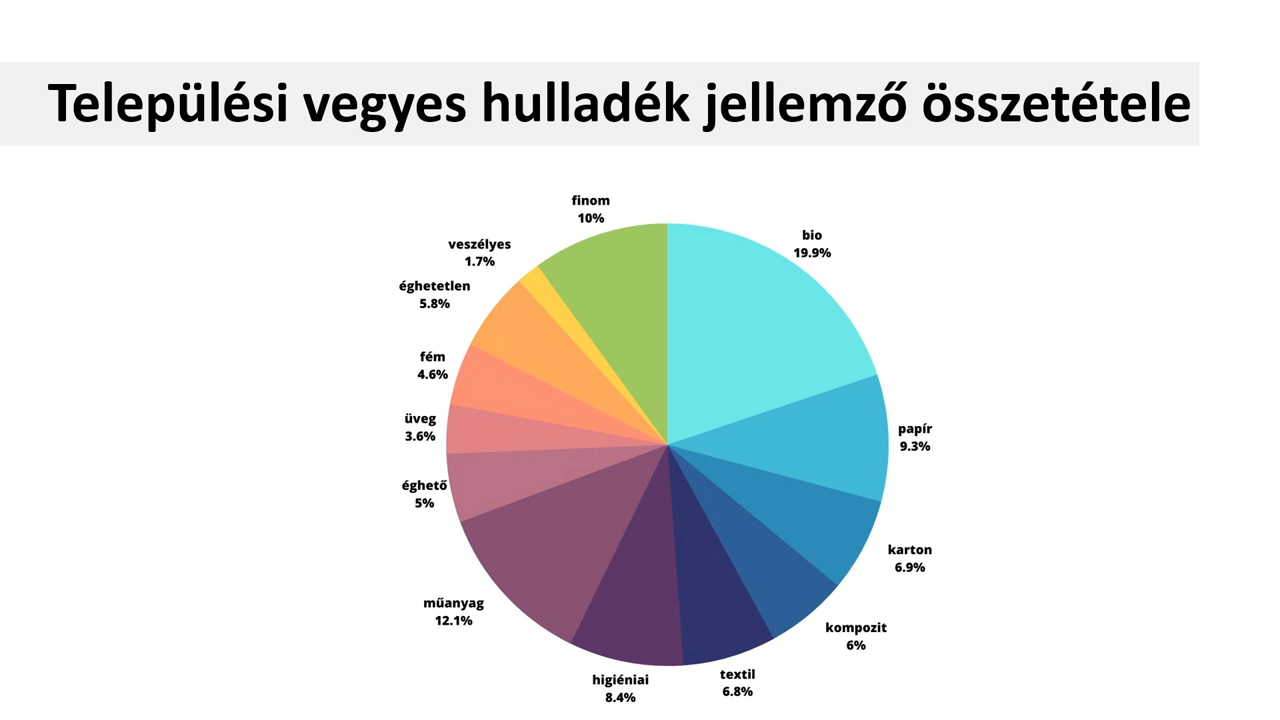 Települési vegyes hulladék jellemző összetétele
finom
10%
bio
19.9%
veszélyes
1.7%
éghetetlen
5.8%
fém
4.6%
üveg
3.6%
papír
9.3%
éghető
5%
karton
6.9%
műanyag
12.1%
kompozit
6%
higiéniai
8.4%
textil
6.8%